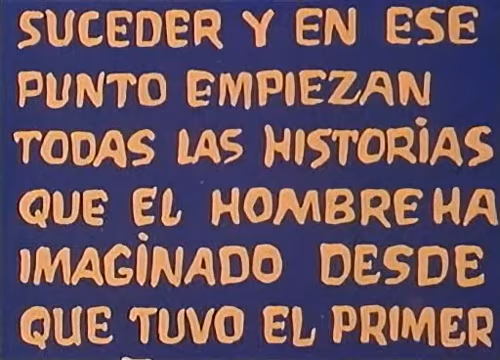 SUCEDER Y EN ESE
PUNTO EMPIEZAN
TODAS LAS HISTORIAS
QUE EL HOMBRE HA
IMAGINADO DESDE
QUE TUVO EL PRIMER